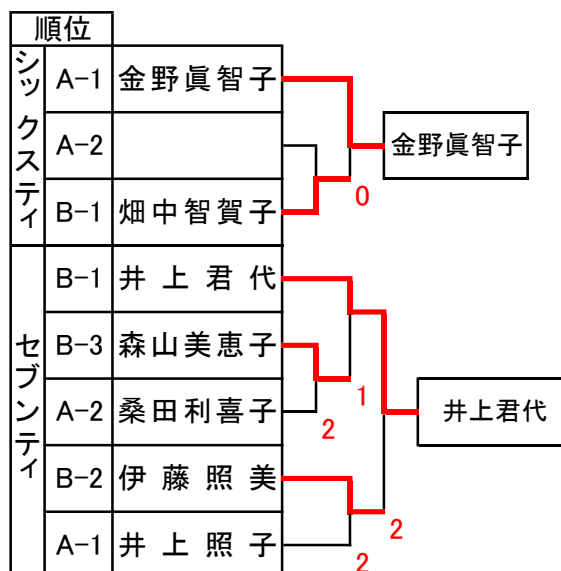 順位
シックスティ
A-1 金野眞智子
金野眞智子
A-2
0
B-1 畑中智賀子
セブンティ
B-1 井上君代
B-3 森山美恵子
1
井上君代
A-2 桑田利喜子
2
B-2 伊藤照美
2
A-1 井上照子
2